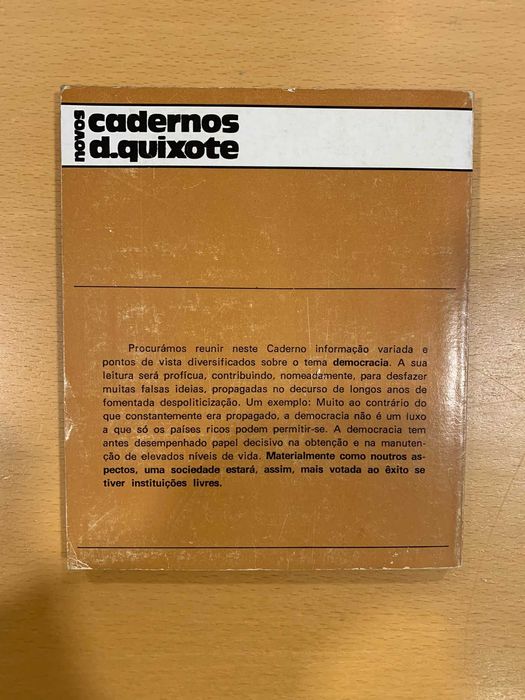 novos
cadernos
d.quixote
Procurámos reunir neste Caderno informação variada e
pontos de vista diversificados sobre o tema democracia. A sua
leitura será profícua, contribuindo, nomeadamente, para desfazer
muitas falsas ideias, propagadas no decurso de longos anos de
fomentada despoliticização. Um exemplo: Muito ao contrário do
que constantemente era propagado, a democracia não é um luxo
a que só os países ricos podem permitir-se. A democracia tem
antes desempenhado papel decisivo na obtenção e na manuten-
ção de elevados níveis de vida. Materialmente como noutros as-
pectos, uma sociedade estará, assim, mais votada ao êxito se
tiver instituições livres.